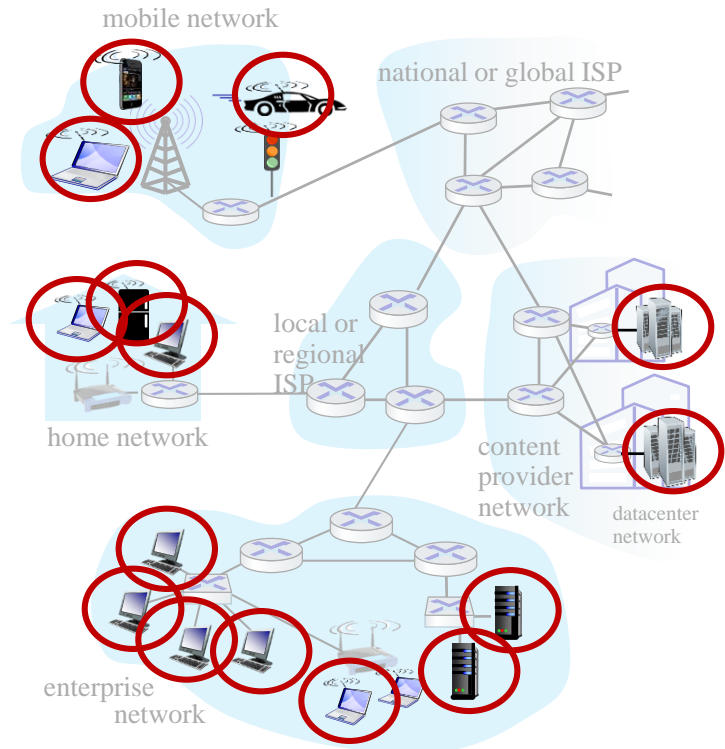 mobile network
national or global ISP
local or
regional
ISP
home network
content
provider
network
datacenter
network
enterprise
network